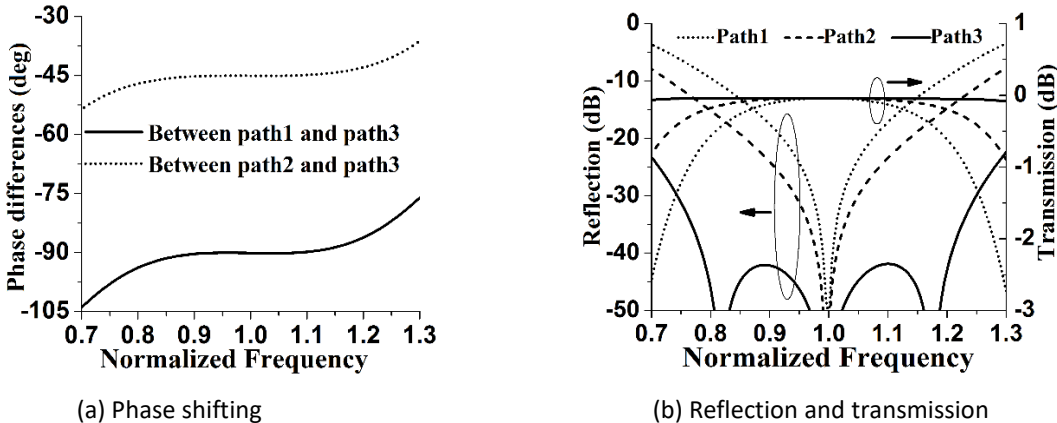 -30
-45
-60
-75
-90
-105
Phase differences (deg)
Between path1 and path3
Between path2 and path3
0.7 0.8 0.9 1.0 1.1 1.2 1.3
Normalized Frequency
(a) Phase shifting
0
-10
-20
-30
-40
-50
Reflection (dB)
Path1 Path2 Path3
1
0
-1
-2
-3
Transmission (dB)
0.7 0.8 0.9 1.0 1.1 1.2 1.3
Normalized Frequency
(b) Reflection and transmission